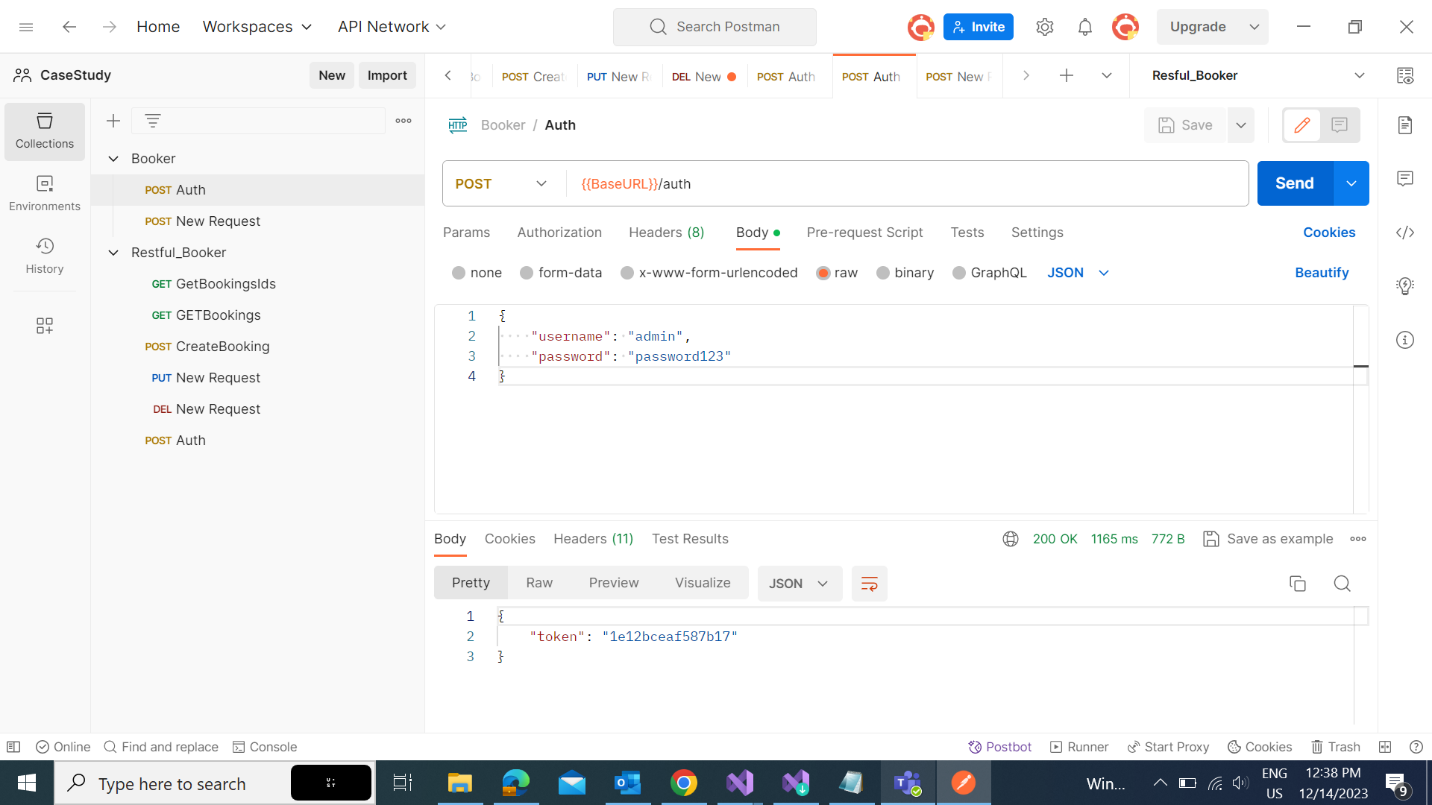 Home Workspaces API Network Search Postman Invite Upgrade
CaseStudy New Import POST Creat PUT New R DEL New POST Auth POST Auth POST New Resful_Booker
Collections
Environments
History
Booker
POST Auth
POST New Request
Restful_Booker
GET GetBookingsIds
GET GETBookings
POST CreateBooking
PUT New Request
DEL New Request
POST Auth
HTTP Booker / Auth Save
POST {{BaseURL}}/auth Send
Params Authorization Headers (8) Body Pre-request Script Tests Settings Cookies
none form-data x-www-form-urlencoded raw binary GraphQL JSON Beautify
1 {
2 "username": "admin",
3 "password": "password123"
4 }
Body Cookies Headers (11) Test Results 200 OK 1165 ms 772 B Save as example
Pretty Raw Preview Visualize JSON
1 {
2 "token": "1e12bceaf587b17"
3 }
Online Find and replace Console Postbot Runner Start Proxy Cookies Trash
Type here to search Win... ENG 12:38 PM
US 12/14/2023 9